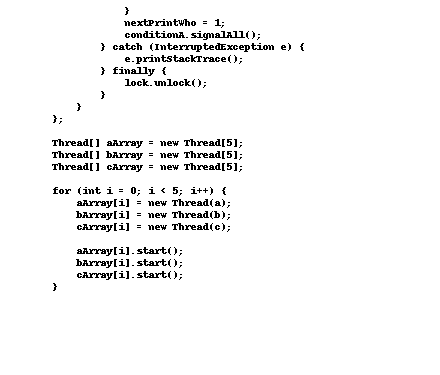 }
nextPrintWho = 1;
conditionA.signalAll();
} catch (InterruptedException e) {
e.printStackTrace();
} finally {
lock.unlock();
}
}
};
Thread[] aArray = new Thread[5];
Thread[] bArray = new Thread[5];
Thread[] cArray = new Thread[5];
for (int i = 0; i < 5; i++) {
aArray[i] = new Thread(a);
bArray[i] = new Thread(b);
cArray[i] = new Thread(c);
aArray[i].start();
bArray[i].start();
cArray[i].start();
}